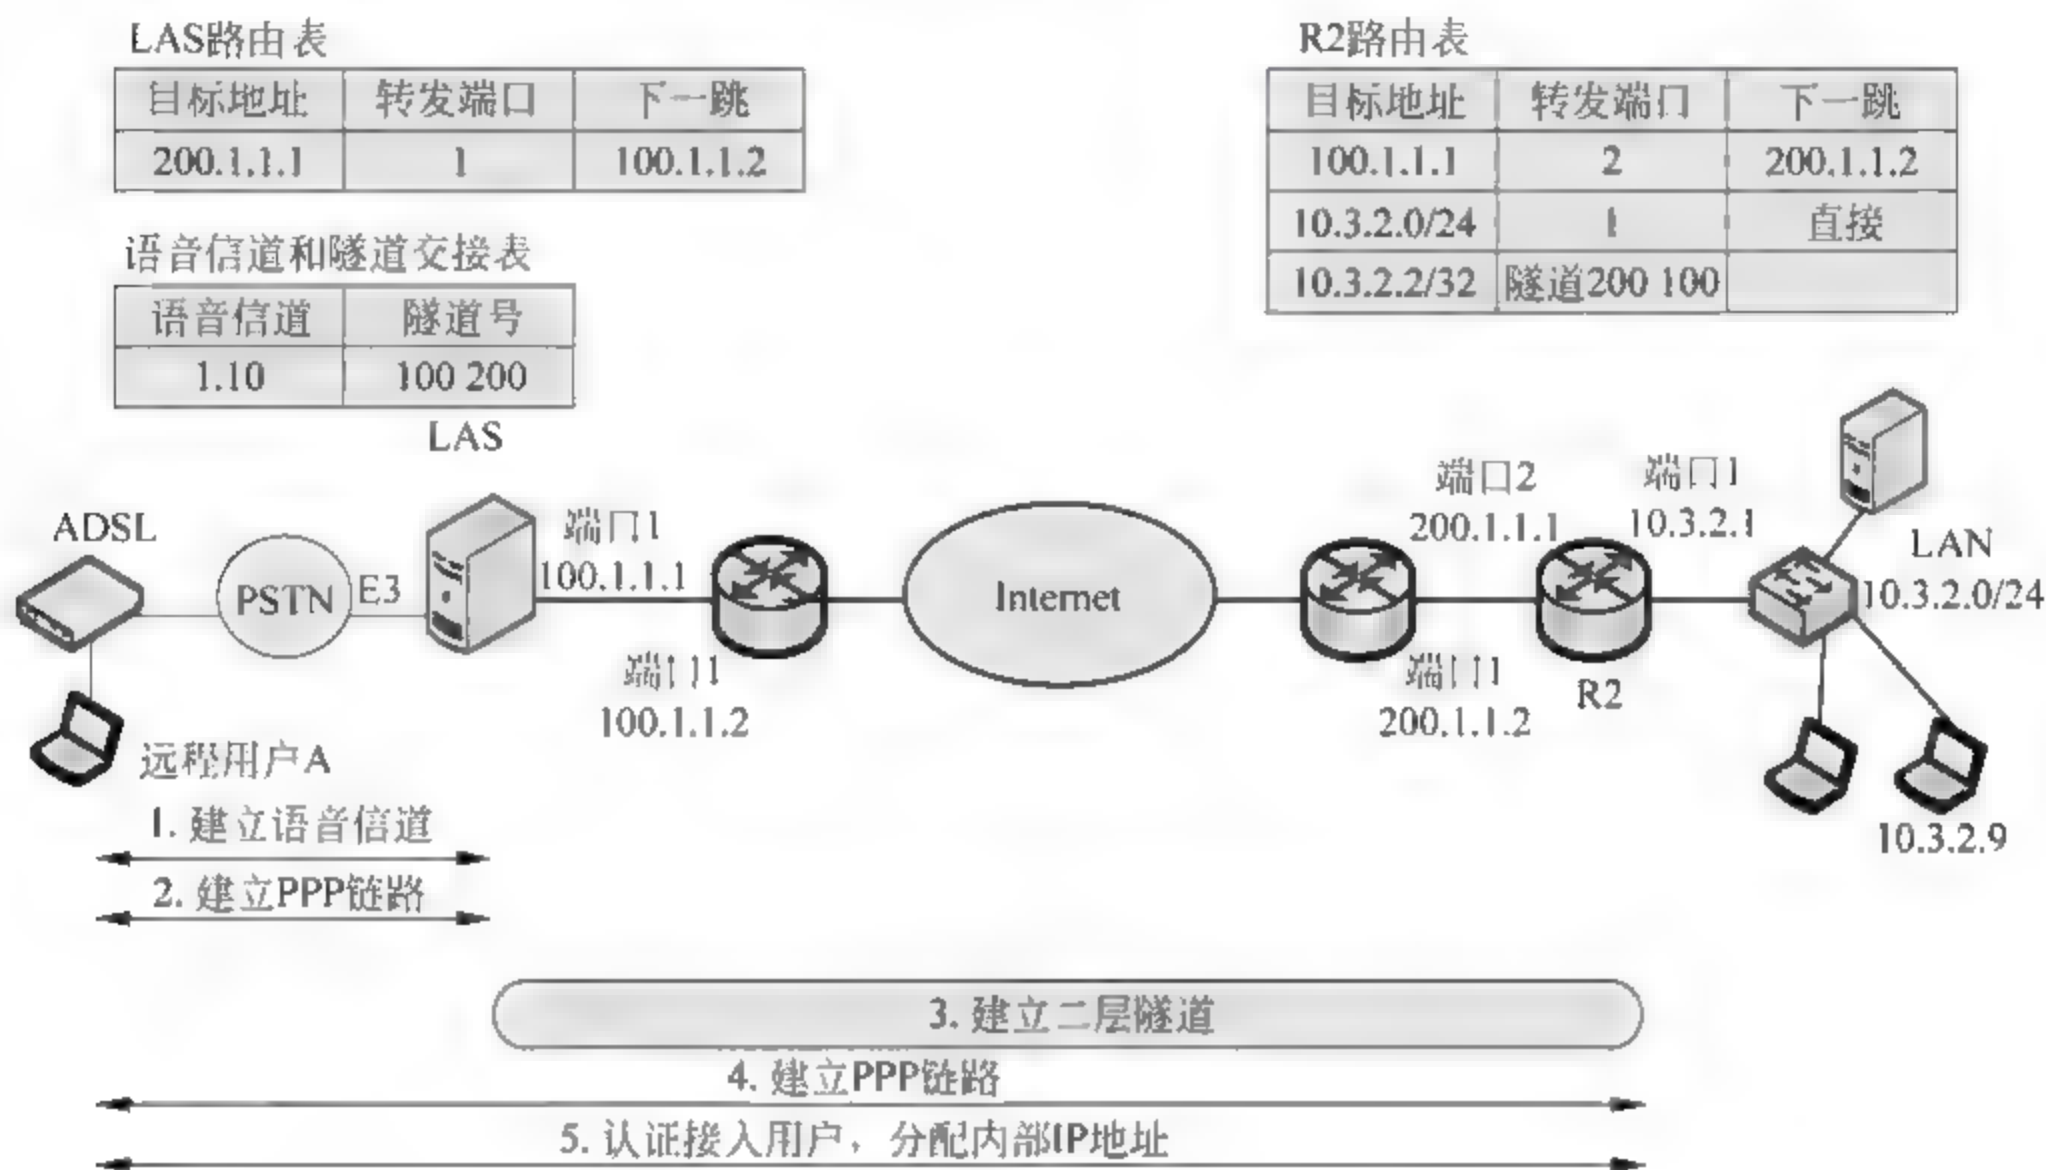 LAS路由表
目标地址 转发端口 下一跳
200.1.1.1 1 100.1.1.2
语音信道和隧道交接表
语音信道 隧道号
1.10 100 200
R2路由表
目标地址 转发端口 下一跳
100.1.1.1 2 200.1.1.2
10.3.2.0/24 1 直接
10.3.2.2/32 隧道200 100
LAS
ADSL
PSTN
E3
端口1
100.1.1.1
端口1
100.1.1.2
Internet
端口2
200.1.1.1
端口1
10.3.2.1
端口1
200.1.1.2
R2
LAN
10.3.2.0/24
10.3.2.9
远程用户A
1. 建立语音信道
2. 建立PPP链路
3. 建立二层隧道
4. 建立PPP链路
5. 认证接入用户，分配内部IP地址